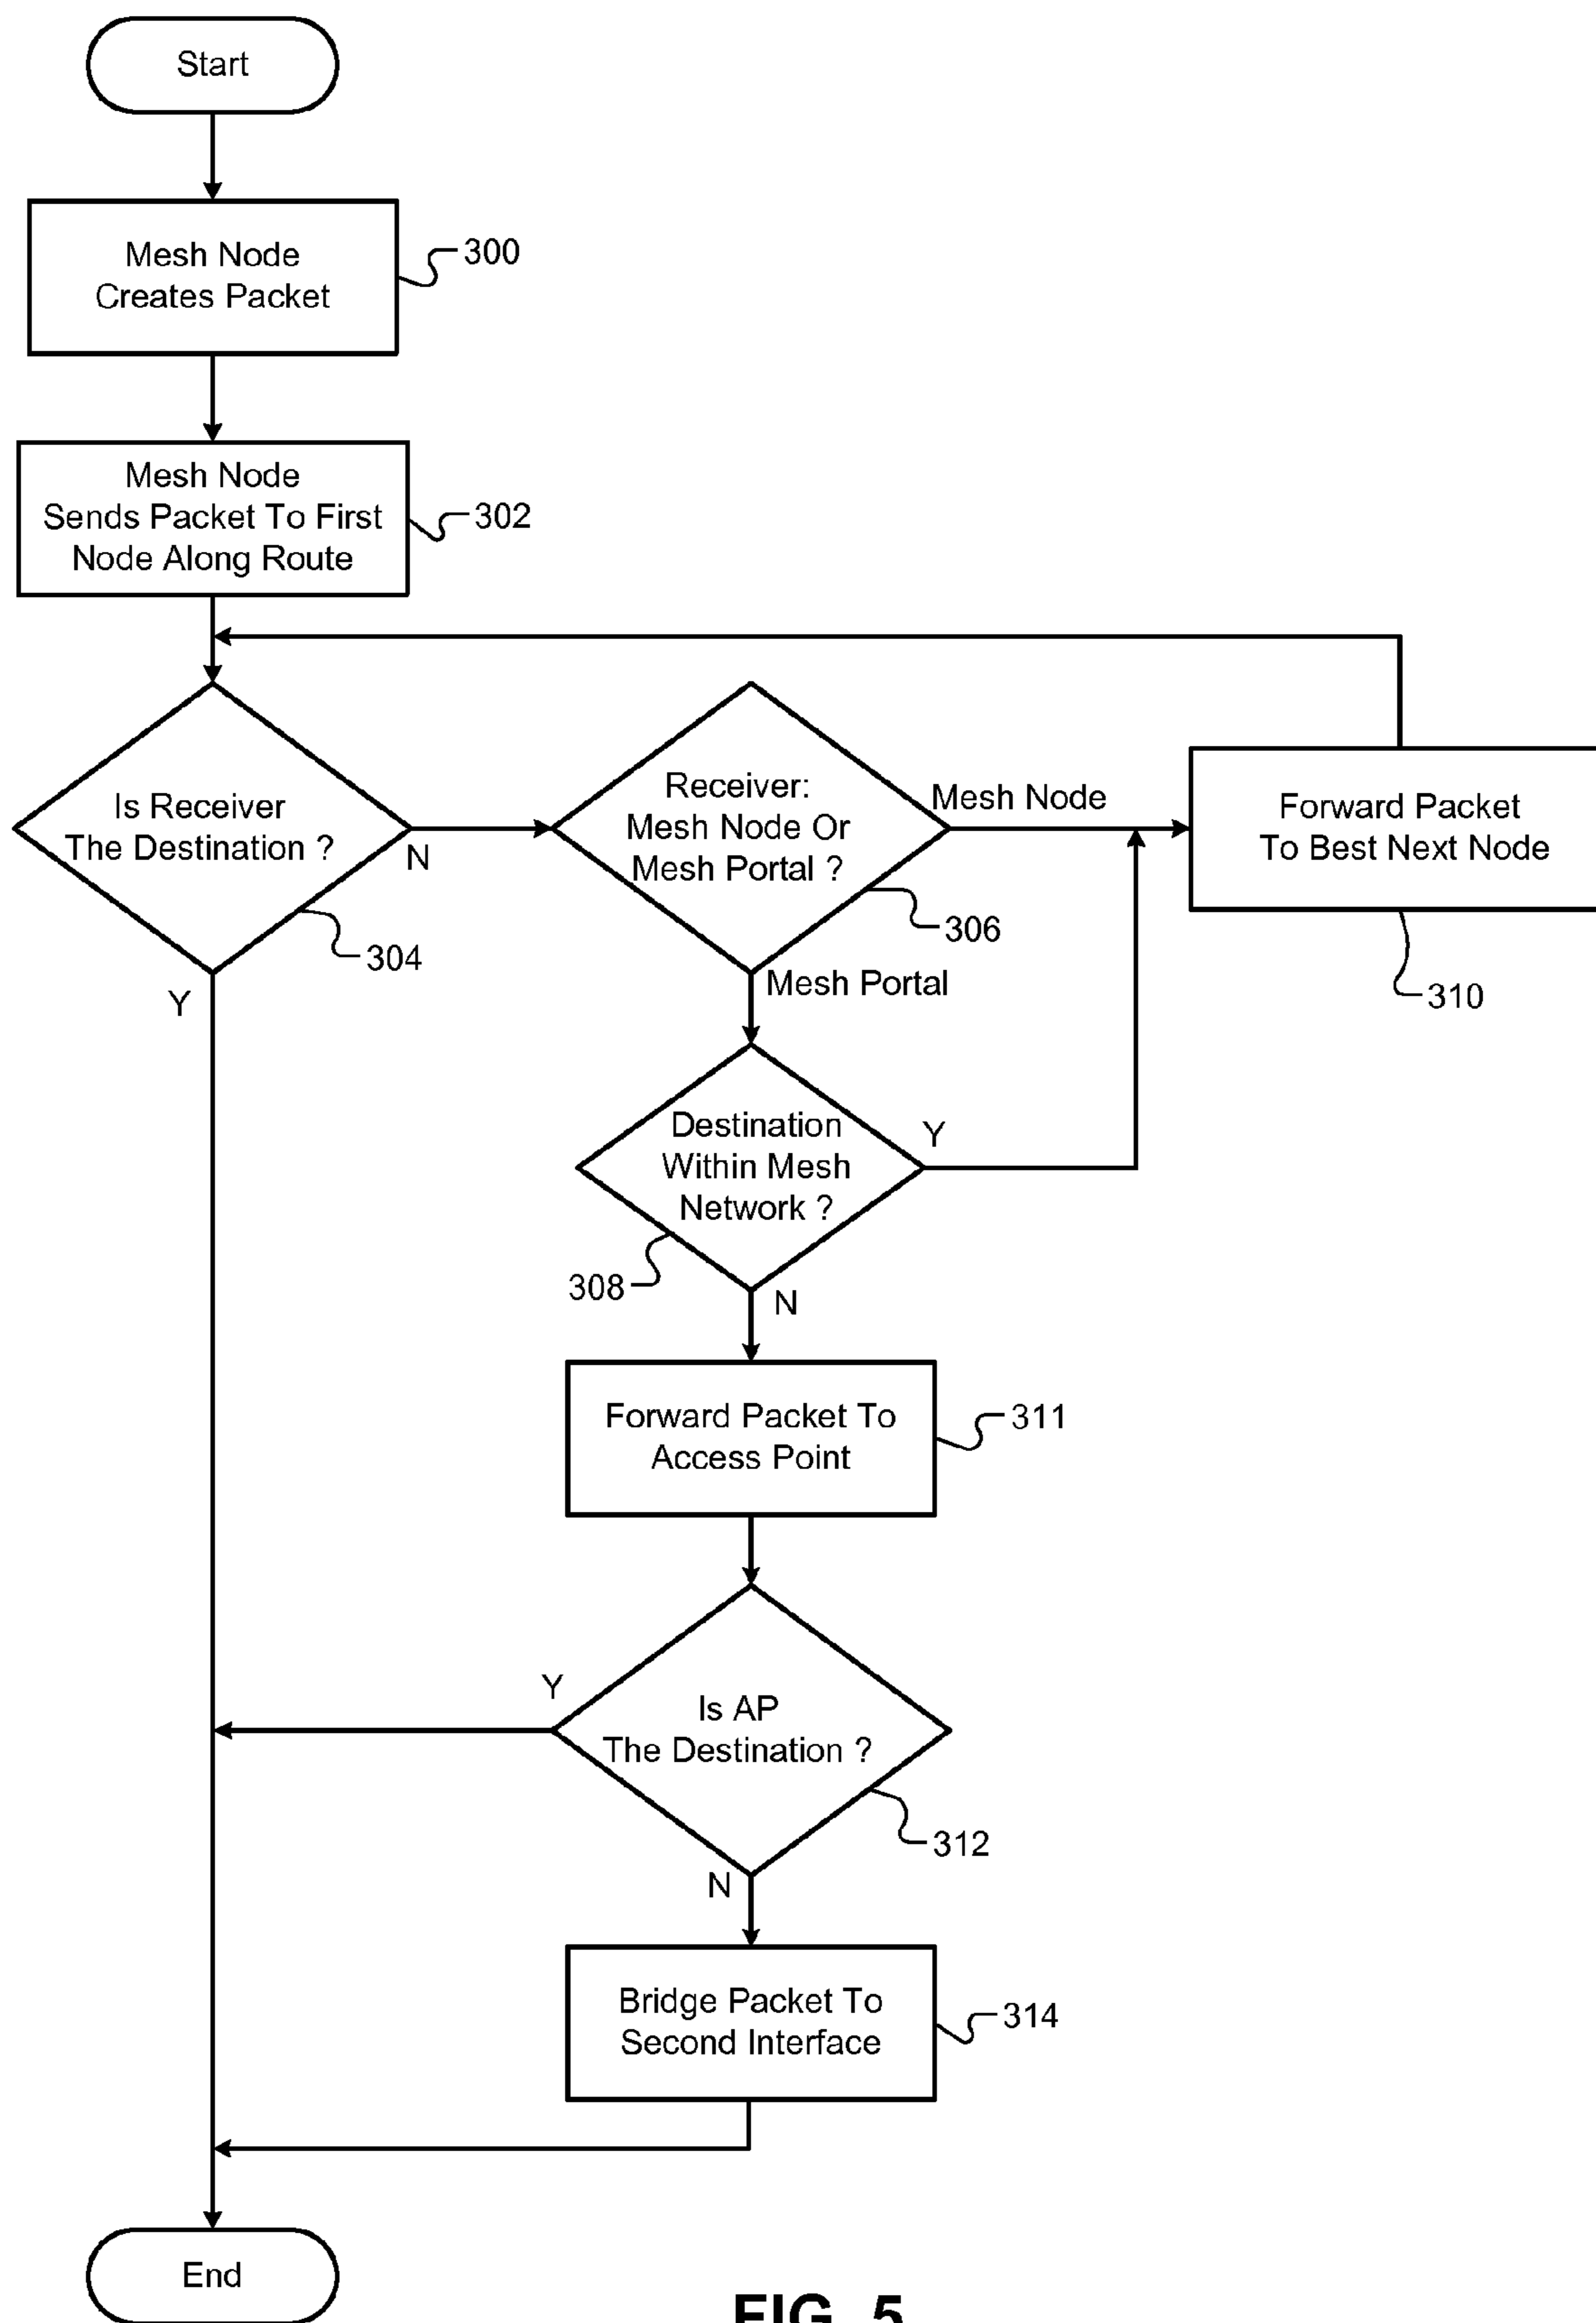 Start
Mesh Node
Creates Packet
300
Mesh Node
Sends Packet To First
Node Along Route
302
Is Receiver
The Destination ?
N
Y
304
Receiver:
Mesh Node Or
Mesh Portal ?
Mesh Node
306
Mesh Portal
Forward Packet
To Best Next Node
310
Destination
Within Mesh
Network ?
Y
308
N
Forward Packet To
Access Point
311
Is AP
The Destination ?
Y
312
N
Bridge Packet To
Second Interface
314
End
FIG. 5